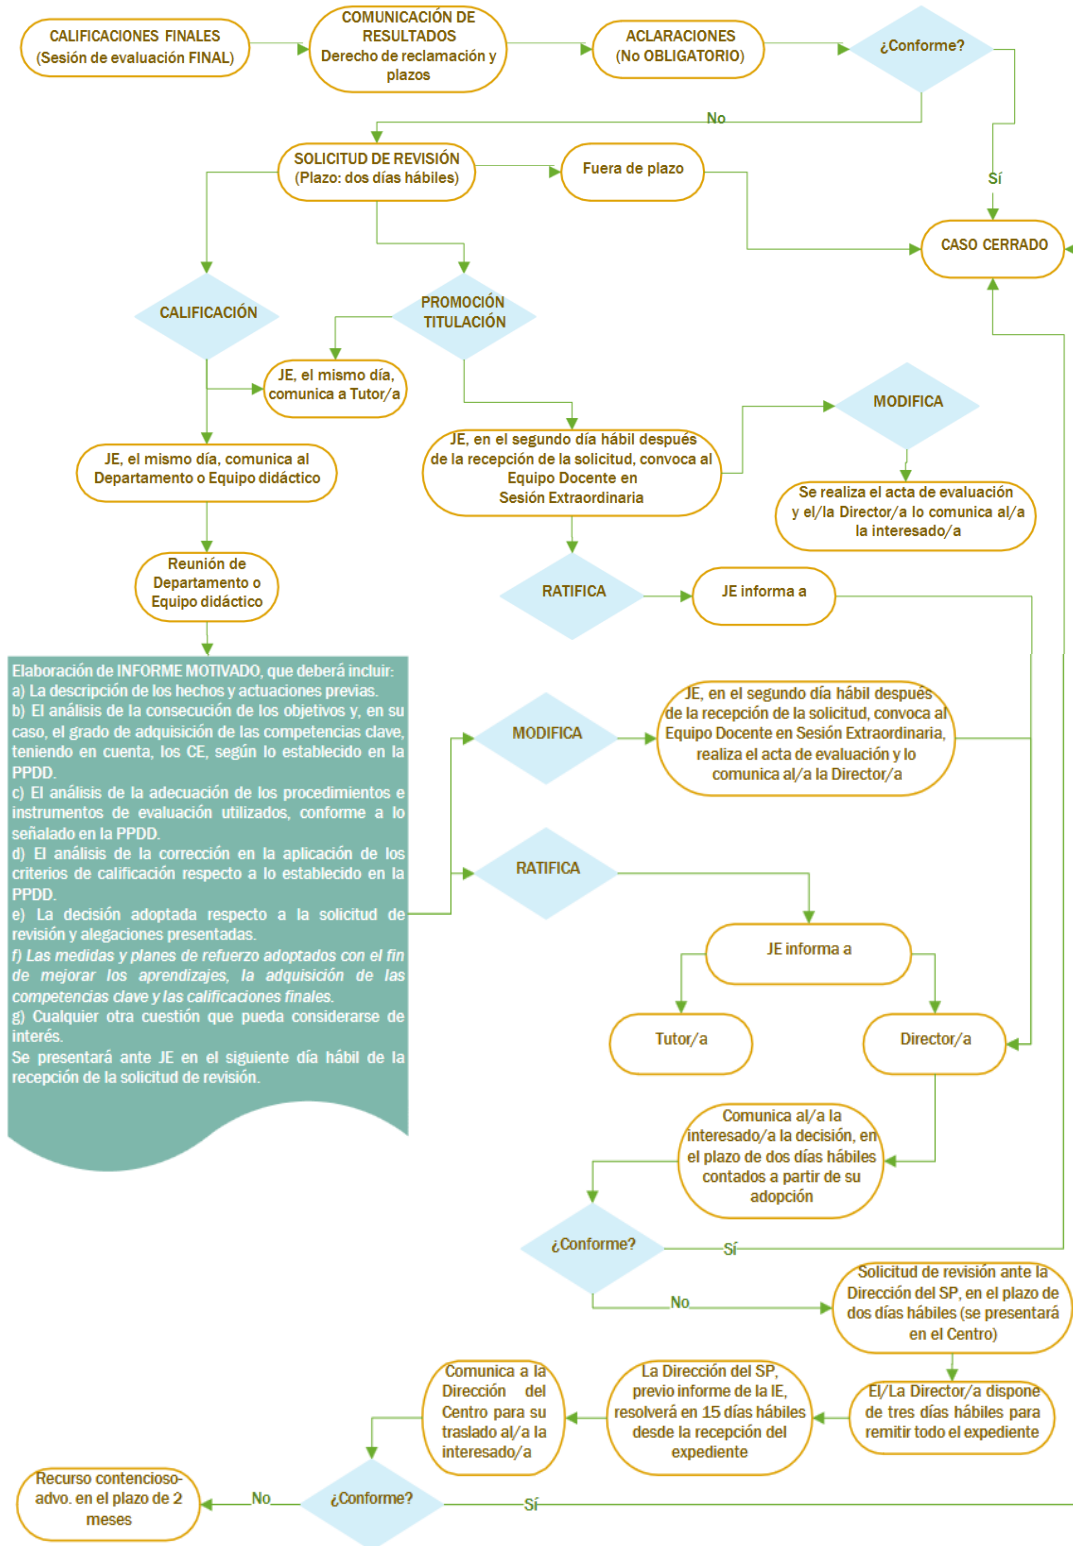 CALIFICACIONES FINALES
(Sesión de evaluación FINAL)
COMUNICACIÓN DE
RESULTADOS
Derecho de reclamación y
plazos
ACLARACIONES
(No OBLIGATORIO)
¿Conforme?
No
Sí
SOLICITUD DE REVISIÓN
(Plazo: dos días hábiles)
Fuera de plazo
CASO CERRADO
CALIFICACIÓN
PROMOCIÓN
TITULACIÓN
JE, el mismo día,
comunica a Tutor/a
MODIFICA
JE, el mismo día, comunica al
Departamento o Equipo didáctico
JE, en el segundo día hábil después
de la recepción de la solicitud, convoca al
Equipo Docente en
Sesión Extraordinaria
Se realiza el acta de evaluación
y el/la Director/a lo comunica al/a
la interesado/a
Reunión de
Departamento o
Equipo didáctico
RATIFICA
JE informa a
Elaboración de INFORME MOTIVADO, que deberá incluir:
a) La descripción de los hechos y actuaciones previas.
b) El análisis de la consecución de los objetivos y, en su
caso, el grado de adquisición de las competencias clave,
teniendo en cuenta, los CE, según lo establecido en la
PPDD.
c) El análisis de la adecuación de los procedimientos e
instrumentos de evaluación utilizados, conforme a lo
señalado en la PPDD.
d) El análisis de la corrección en la aplicación de los
criterios de calificación respecto a lo establecido en la
PPDD.
e) La decisión adoptada respecto a la solicitud de
revisión y alegaciones presentadas.
f) Las medidas y planes de refuerzo adoptados con el fin
de mejorar los aprendizajes, la adquisición de las
competencias clave y las calificaciones finales.
g) Cualquier otra cuestión que pueda considerarse de
interés.
Se presentará ante JE en el siguiente día hábil de la
recepción de la solicitud de revisión.
MODIFICA
JE, en el segundo día hábil después
de la recepción de la solicitud, convoca al
Equipo Docente en Sesión Extraordinaria,
realiza el acta de evaluación y lo
comunica al/a la Director/a
RATIFICA
JE informa a
Tutor/a
Director/a
Comunica al/a la
interesado/a la decisión, en
el plazo de dos días hábiles
contados a partir de su
adopción
¿Conforme?
Sí
No
Solicitud de revisión ante la
Dirección del SP, en el plazo de
dos días hábiles (se presentará
en el Centro)
El/La Director/a dispone
de tres días hábiles para
remitir todo el expediente
La Dirección del SP,
previo informe de la IE,
resolverá en 15 días hábiles
desde la recepción del
expediente
Comunica a la
Dirección del
Centro para su
traslado al/a la
interesado/a
¿Conforme?
No
Sí
Recurso contencioso-
advo. en el plazo de 2
meses